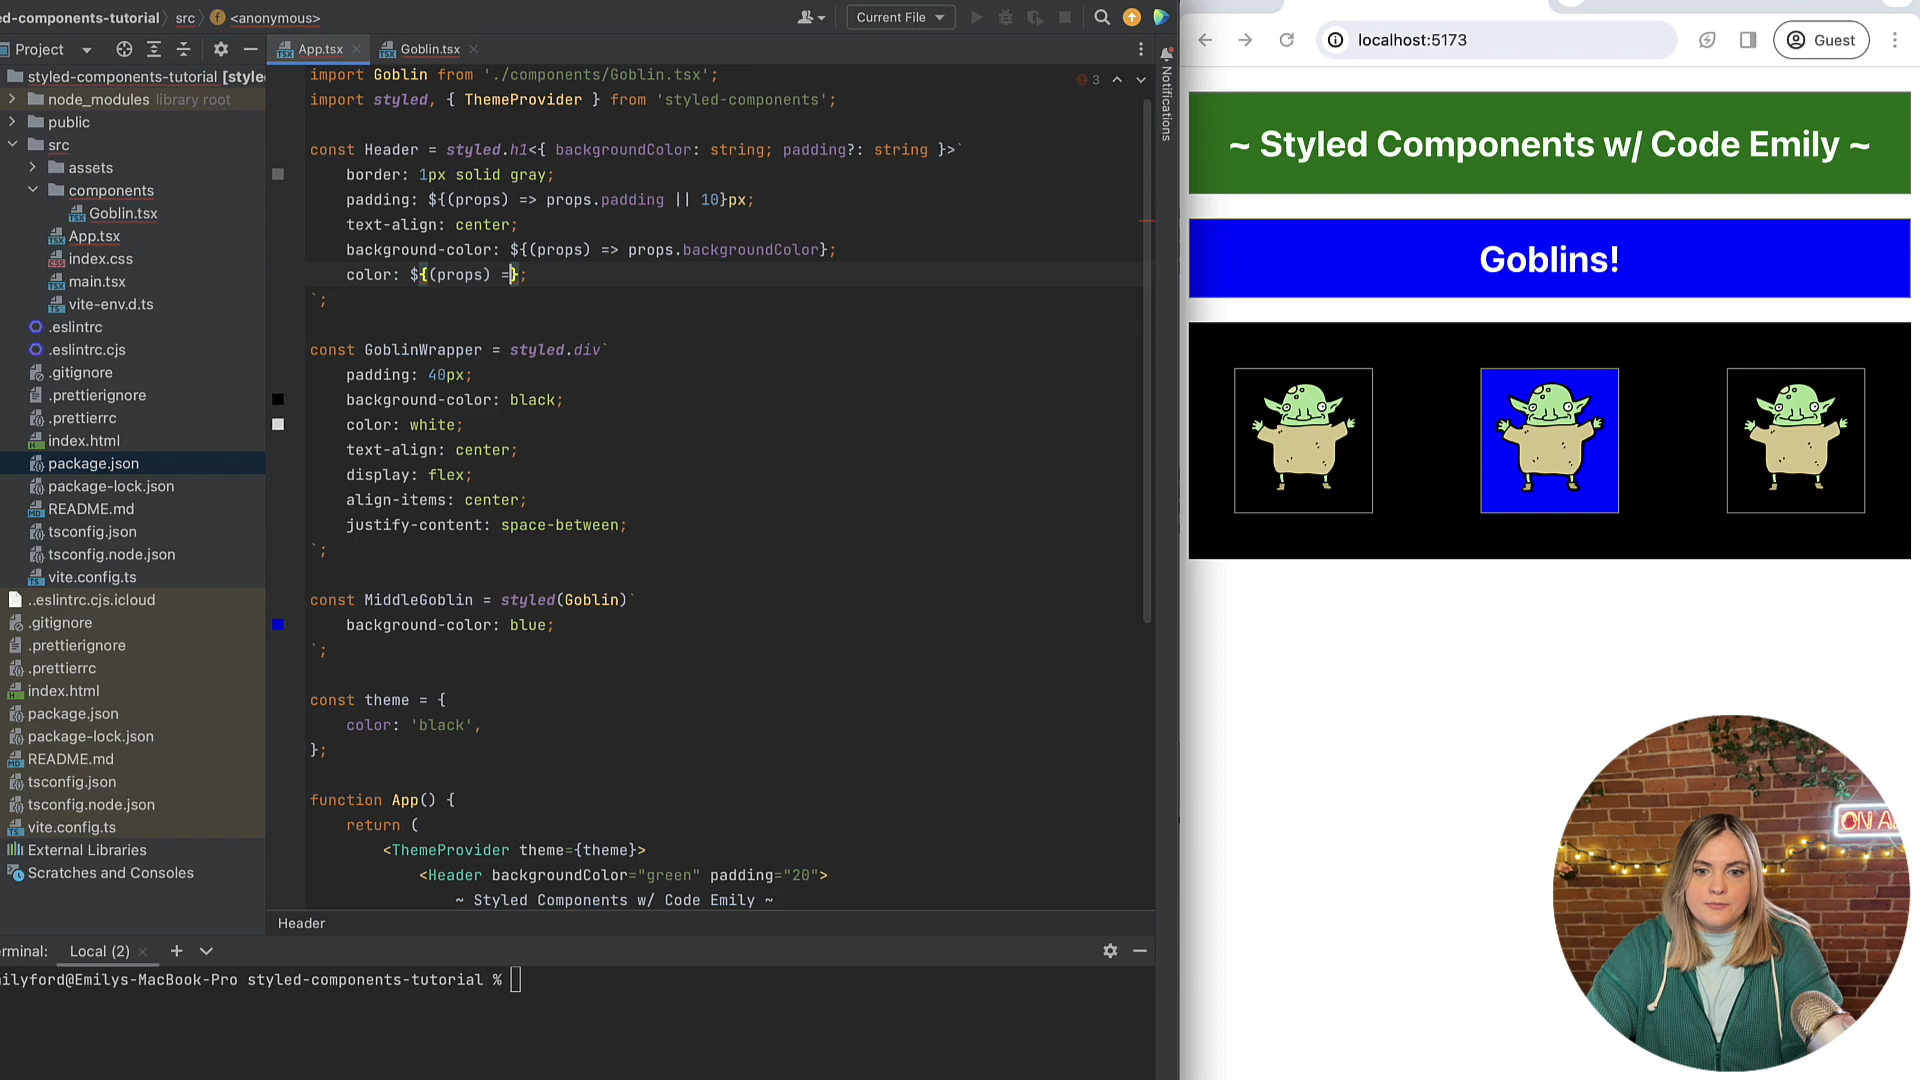 ed-components-tutorial src <anonymous>
Current File
Project
App.tsx
Goblin.tsx
styled-components-tutorial [style
node_modules library root
public
src
assets
components
Goblin.tsx
App.tsx
index.css
main.tsx
vite-env.d.ts
.eslintrc
.eslintrc.cjs
.gitignore
.prettierignore
.prettierrc
index.html
package.json
package-lock.json
README.md
tsconfig.json
tsconfig.node.json
vite.config.ts
..eslintrc.cjs.icloud
.gitignore
.prettierignore
.prettierrc
index.html
package.json
package-lock.json
README.md
tsconfig.json
tsconfig.node.json
vite.config.ts
External Libraries
Scratches and Consoles
import Goblin from './components/Goblin.tsx';
import styled, { ThemeProvider } from 'styled-components';
const Header = styled.h1<{ backgroundColor: string; padding?: string }>`
border: 1px solid gray;
padding: ${(props) => props.padding || 10}px;
text-align: center;
background-color: ${(props) => props.backgroundColor};
color: ${(props) =};
`;
const GoblinWrapper = styled.div`
padding: 40px;
background-color: black;
color: white;
text-align: center;
display: flex;
align-items: center;
justify-content: space-between;
`;
const MiddleGoblin = styled(Goblin)`
background-color: blue;
`;
const theme = {
color: 'black',
};
function App() {
return (
<ThemeProvider theme={theme}>
<Header backgroundColor="green" padding="20">
~ Styled Components w/ Code Emily ~
3
Notifications
Header
erminal: Local (2)
ilyford@Emilys-MacBook-Pro styled-components-tutorial %
localhost:5173
Guest
~ Styled Components w/ Code Emily ~
Goblins!
ON A